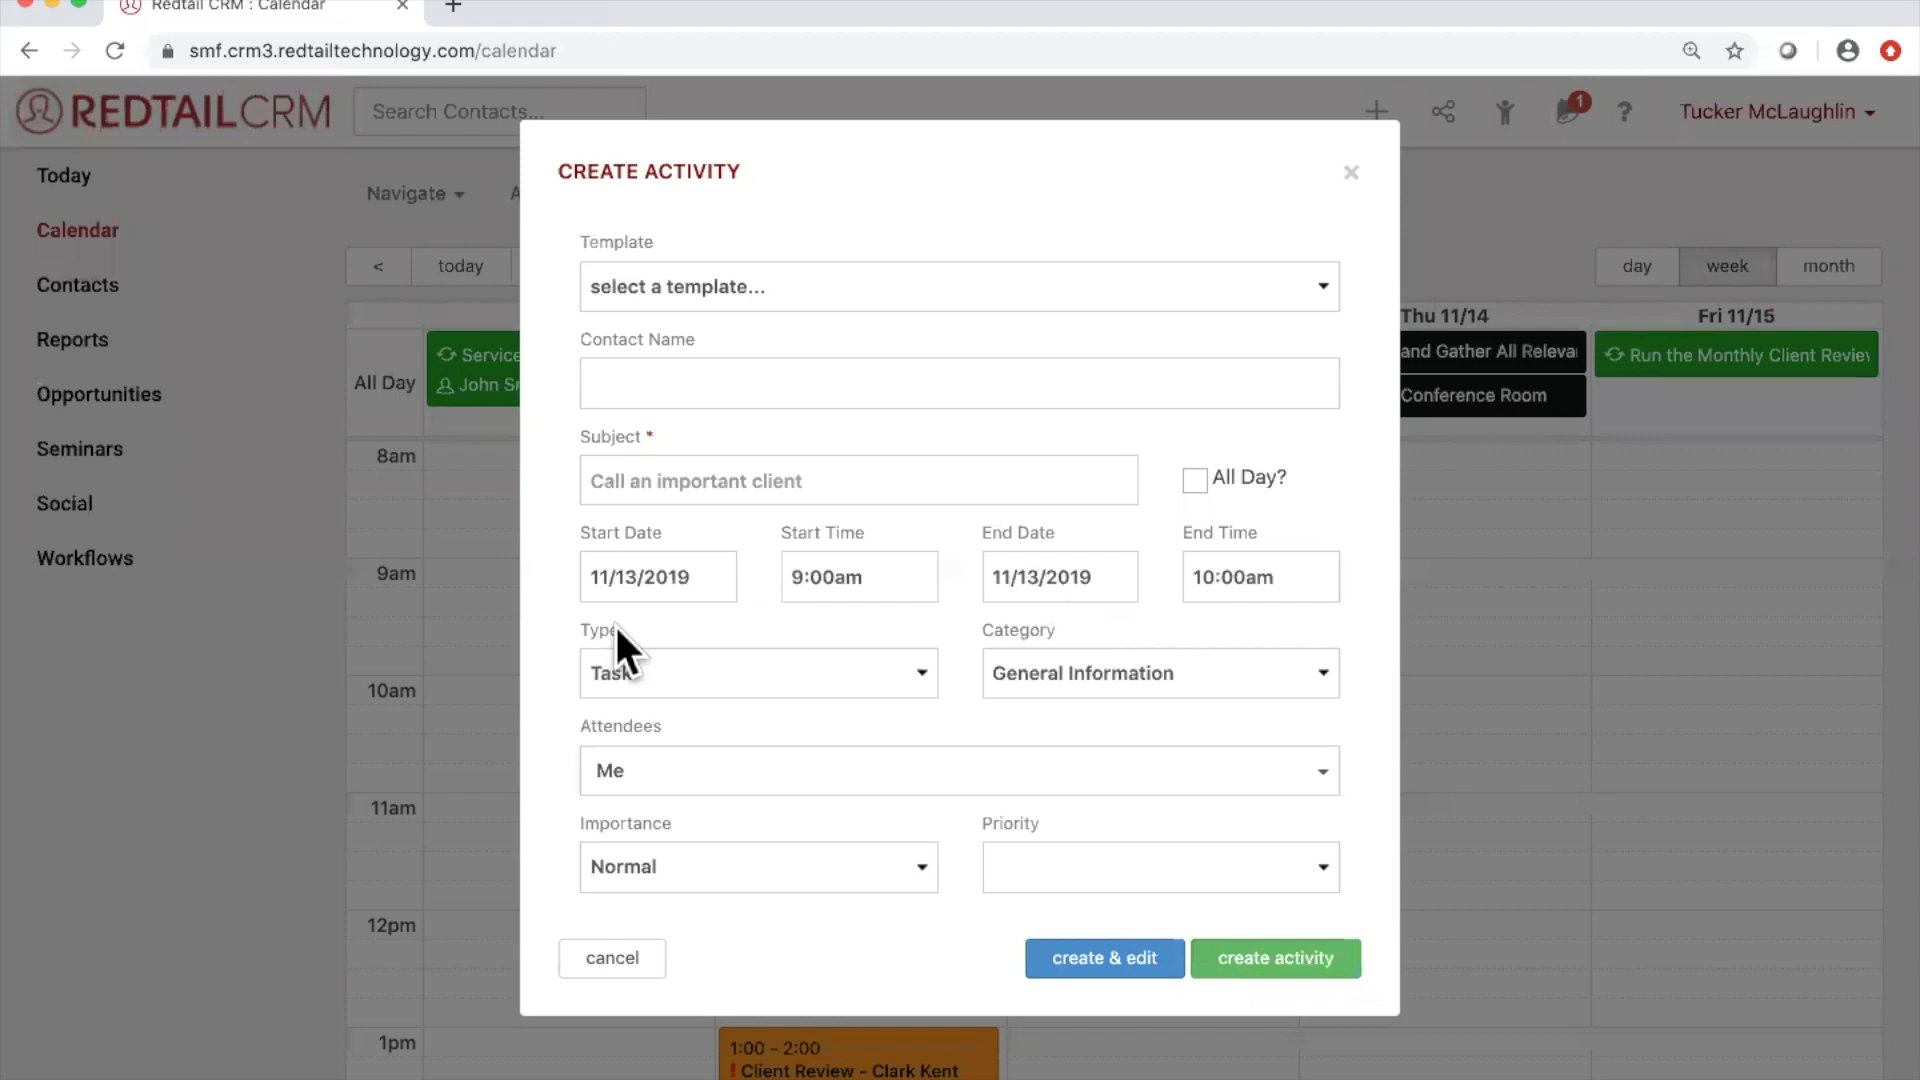 Redtail CRM : Calendar
smf.crm3.redtailtechnology.com/calendar
REDTAILCRM
Search Contacts...
1
?
Tucker McLaughlin
Today
Calendar
Contacts
Reports
Opportunities
Seminars
Social
Workflows
Navigate
A
<
today
day
week
month
Thu 11/14
Fri 11/15
All Day
Service
John Sm
and Gather All Releva
Conference Room
Run the Monthly Client Review
8am
9am
10am
11am
12pm
1pm
1:00 - 2:00
! Client Review - Clark Kent
CREATE ACTIVITY
×
Template
select a template...
Contact Name
Subject *
Call an important client
All Day?
Start Date
Start Time
End Date
End Time
11/13/2019
9:00am
11/13/2019
10:00am
Type
Category
Task
General Information
Attendees
Me
Importance
Priority
Normal
cancel
create & edit
create activity